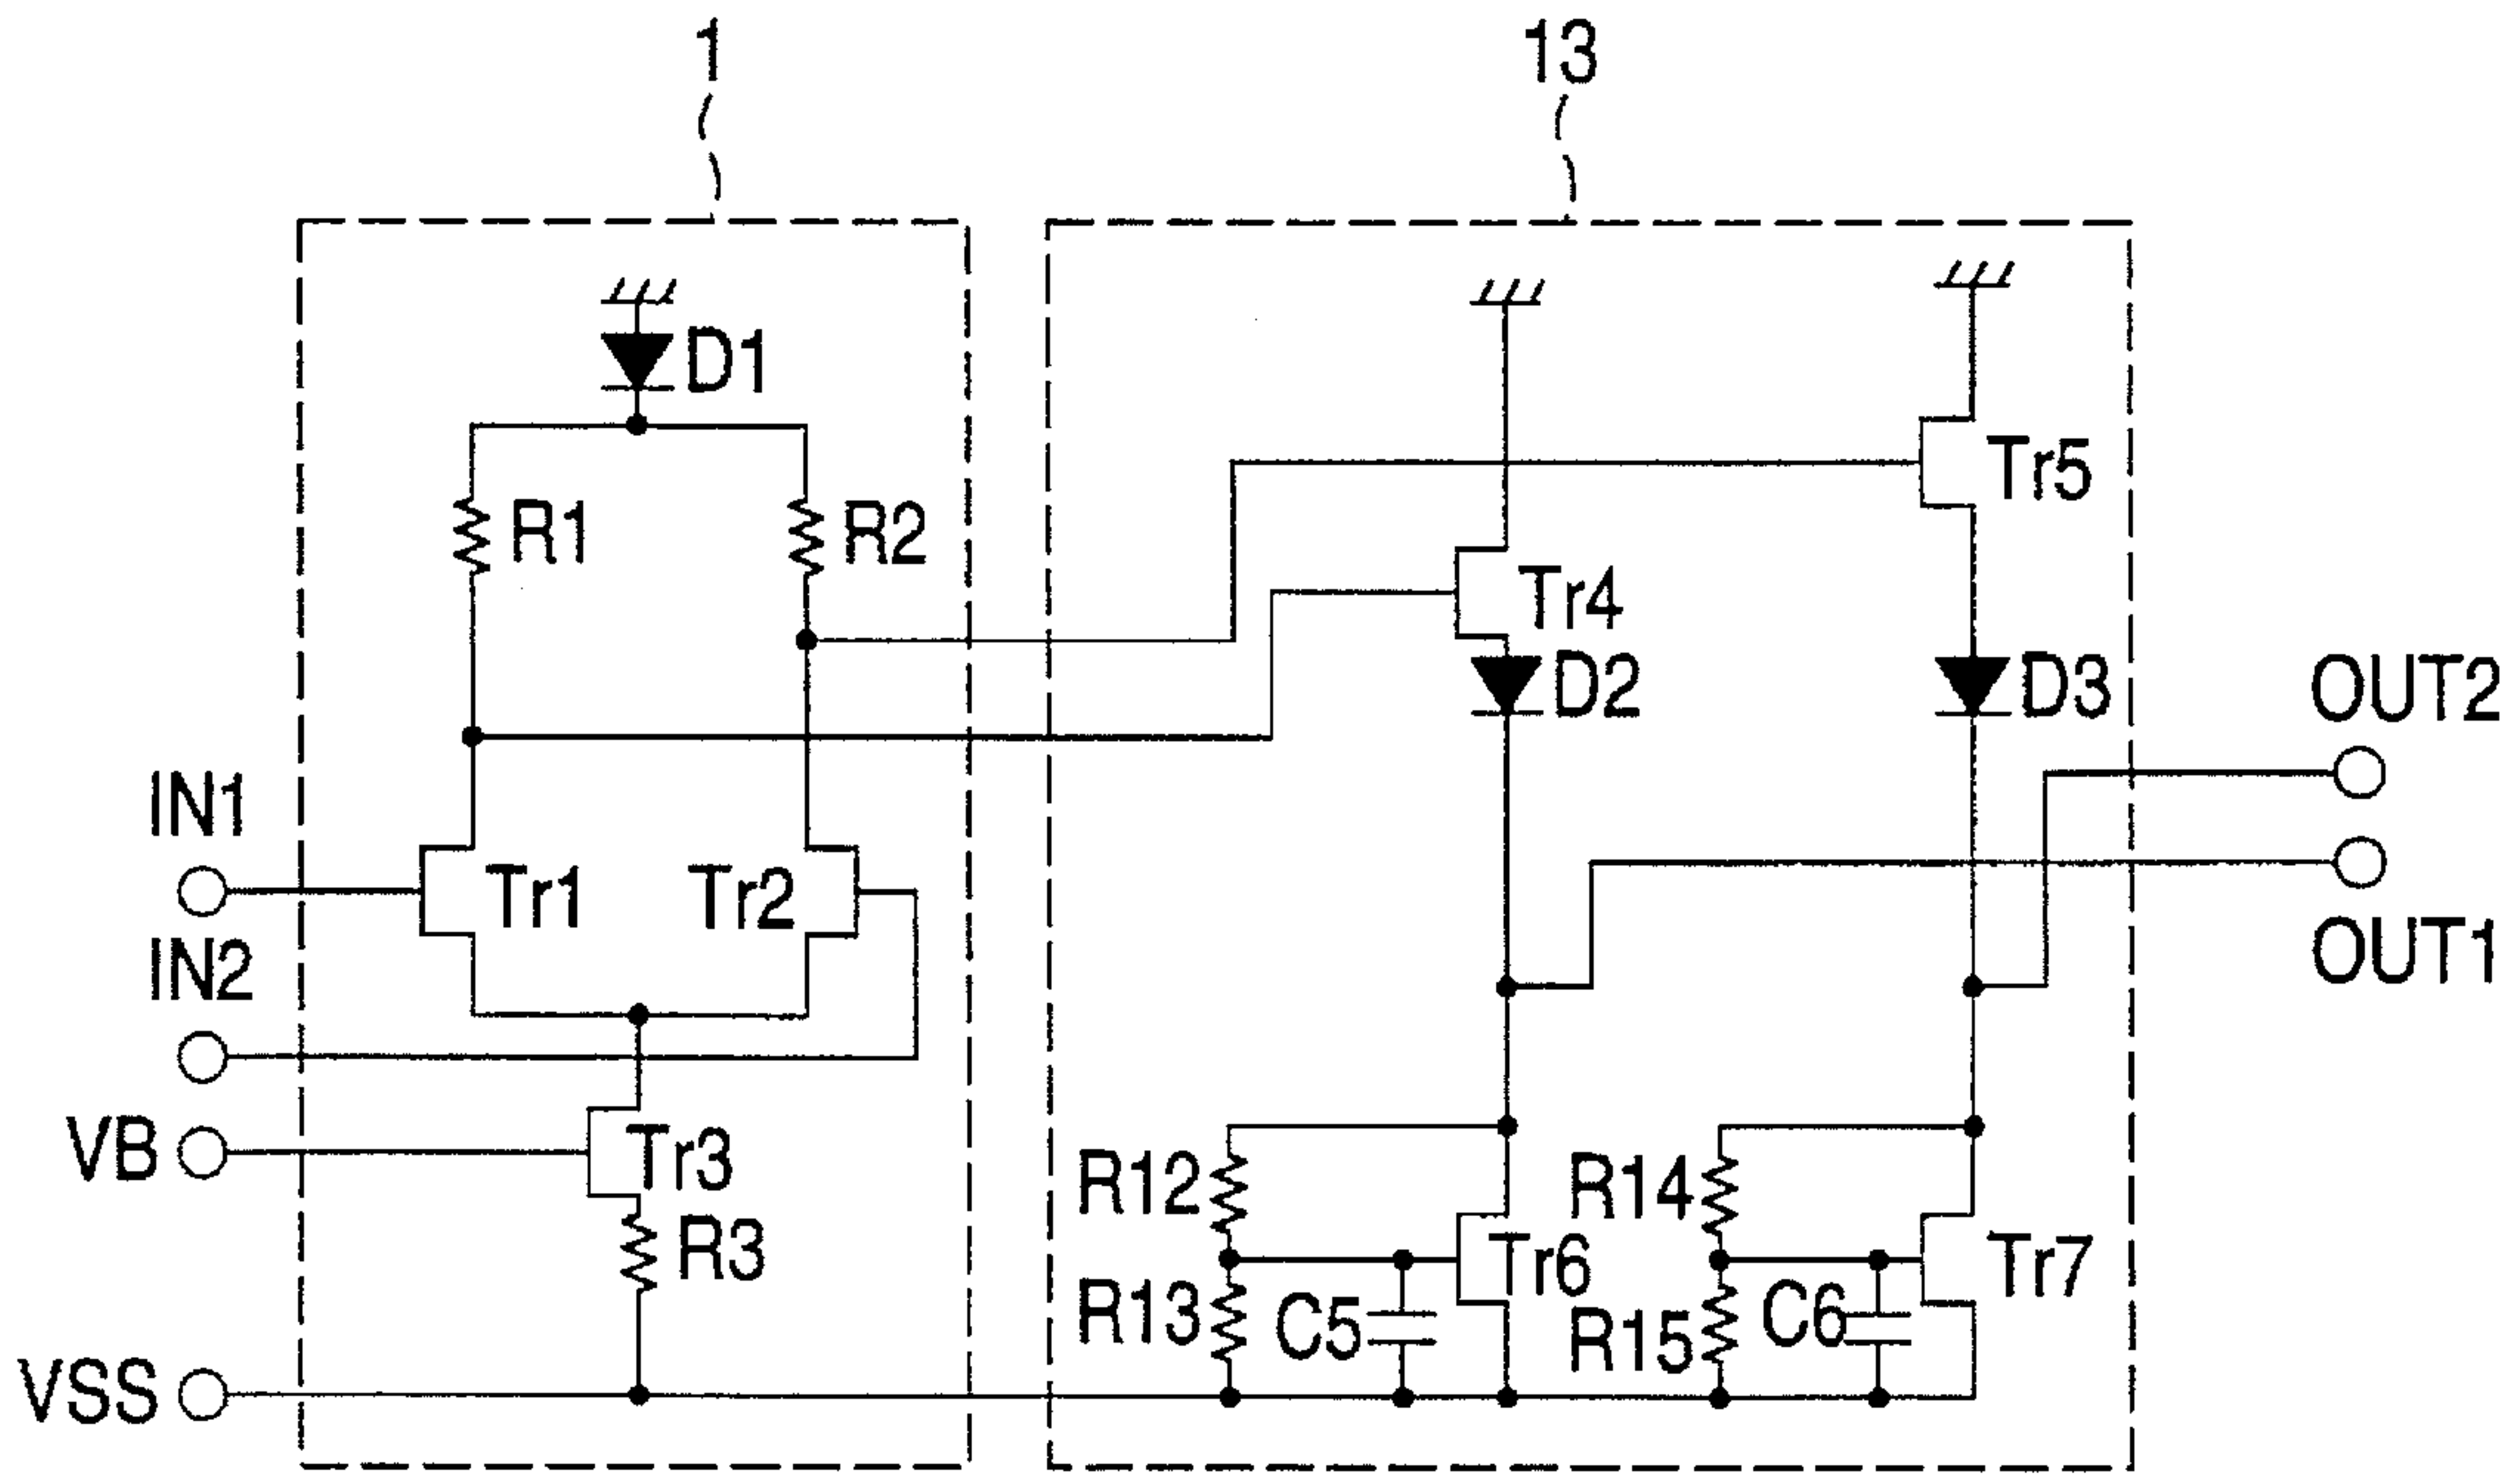 1
13
D1
R1
R2
Tr5
Tr4
D2
D3
OUT2
IN1
Tr1
Tr2
OUT1
IN2
VB
Tr3
R12
R14
R3
Tr6
Tr7
R13
C5
R15
C6
VSS